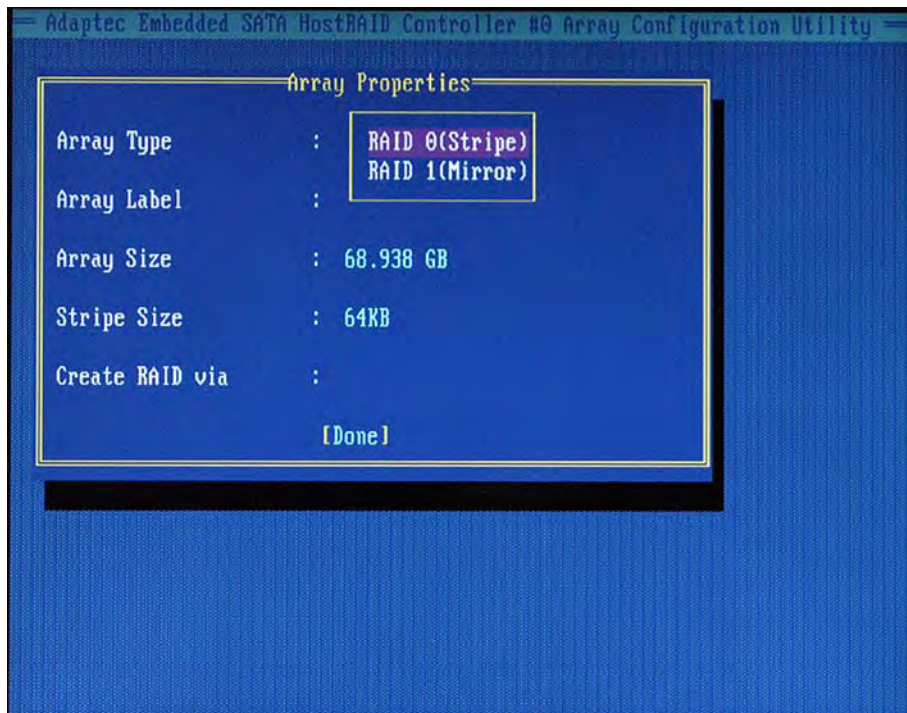 Adaptec Embedded SATA HostRAID Controller #0 Array Configuration Utility
Array Properties
Array Type : RAID 0(Stripe)
RAID 1(Mirror)
Array Label :
Array Size : 68.938 GB
Stripe Size : 64KB
Create RAID via :
[Done]